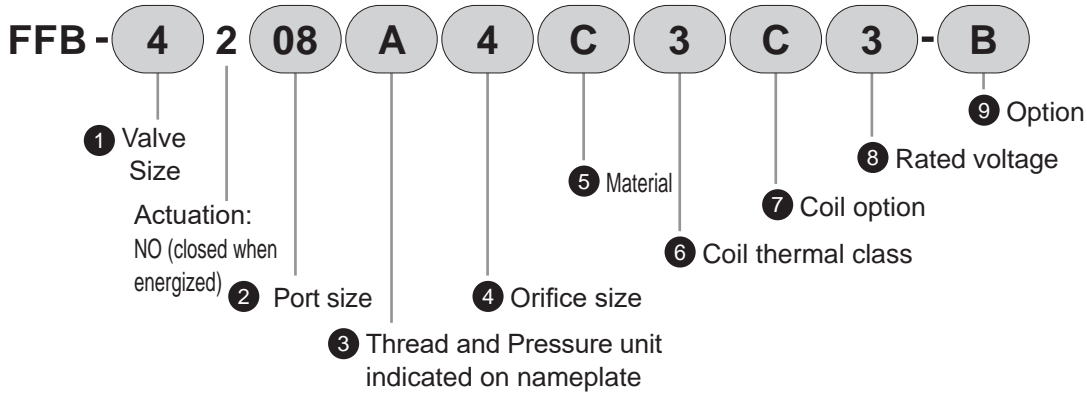 FFB - 4 2 08 A 4 C 3 C 3 - B
1 Valve
Size
Actuation:
NO (closed when
energized)
2 Port size
3 Thread and Pressure unit
indicated on nameplate
4 Orifice size
5 Material
6 Coil thermal class
7 Coil option
8 Rated voltage
9 Option